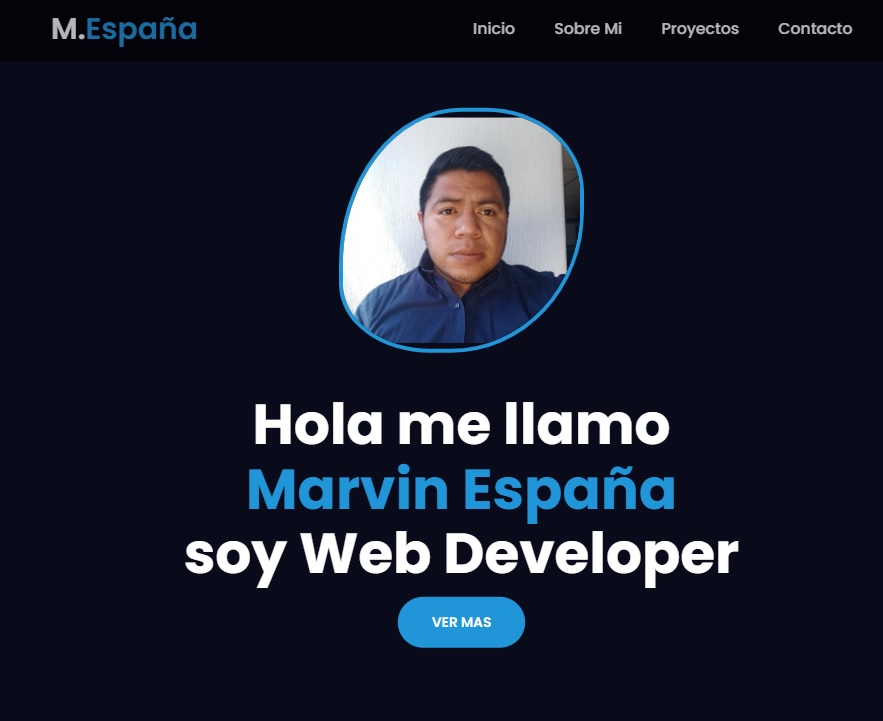 M.España
Inicio Sobre Mi Proyectos Contacto
Hola me llamo
Marvin España
soy Web Developer
VER MAS